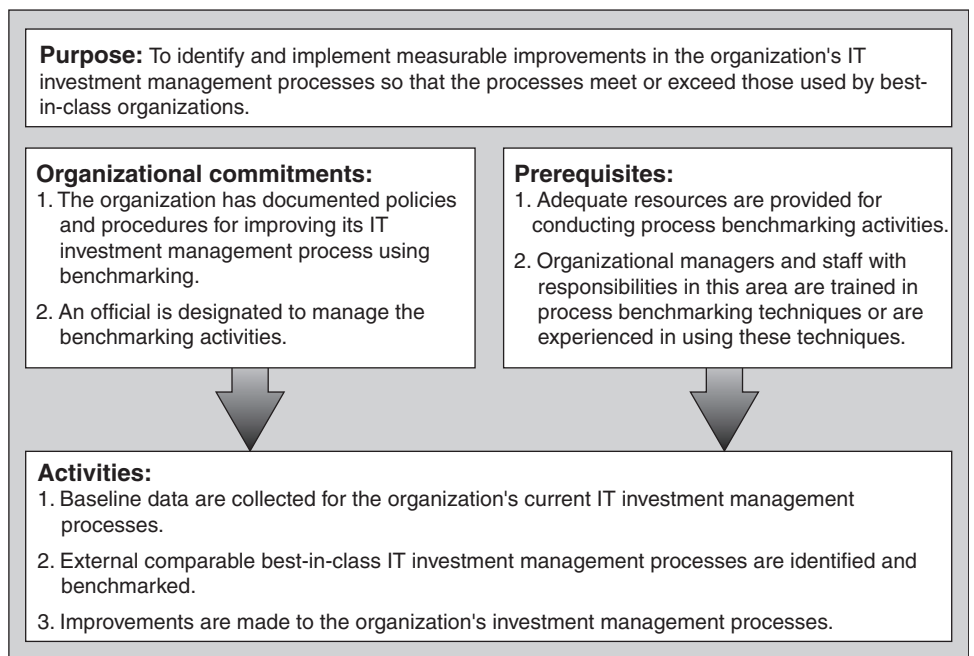 Purpose: To identify and implement measurable improvements in the organization's IT
investment management processes so that the processes meet or exceed those used by best-
in-class organizations.
Organizational commitments:
1. The organization has documented policies
and procedures for improving its IT
investment management process using
benchmarking.
2. An official is designated to manage the
benchmarking activities.
Prerequisites:
1. Adequate resources are provided for
conducting process benchmarking activities.
2. Organizational managers and staff with
responsibilities in this area are trained in
process benchmarking techniques or are
experienced in using these techniques.
Activities:
1. Baseline data are collected for the organization's current IT investment management
processes.
2. External comparable best-in-class IT investment management processes are identified and
benchmarked.
3. Improvements are made to the organization's investment management processes.